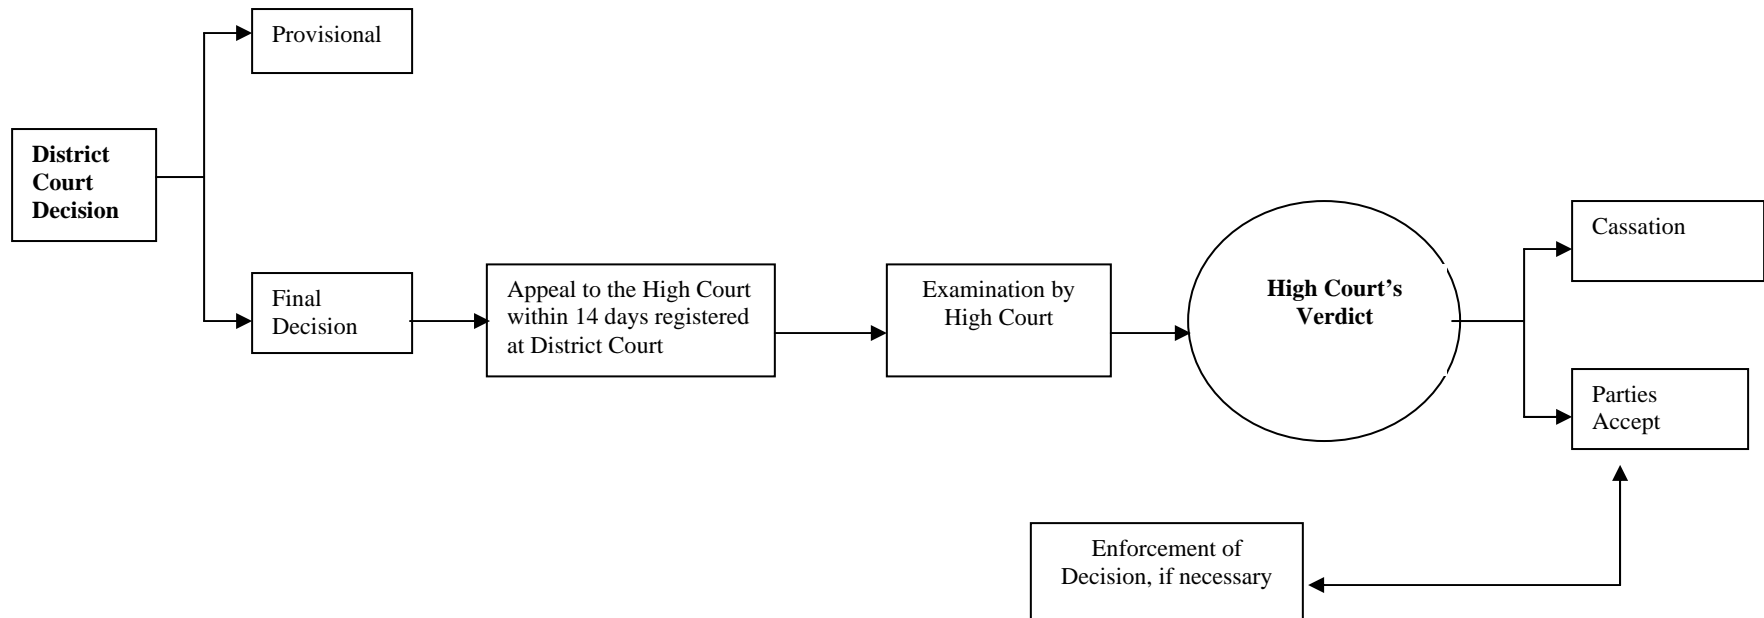 Provisional
District
Court
Decision
Final
Decision
Appeal to the High Court
within 14 days registered
at District Court
Examination by
High Court
High Court’s
Verdict
Cassation
Parties
Accept
Enforcement of
Decision, if necessary